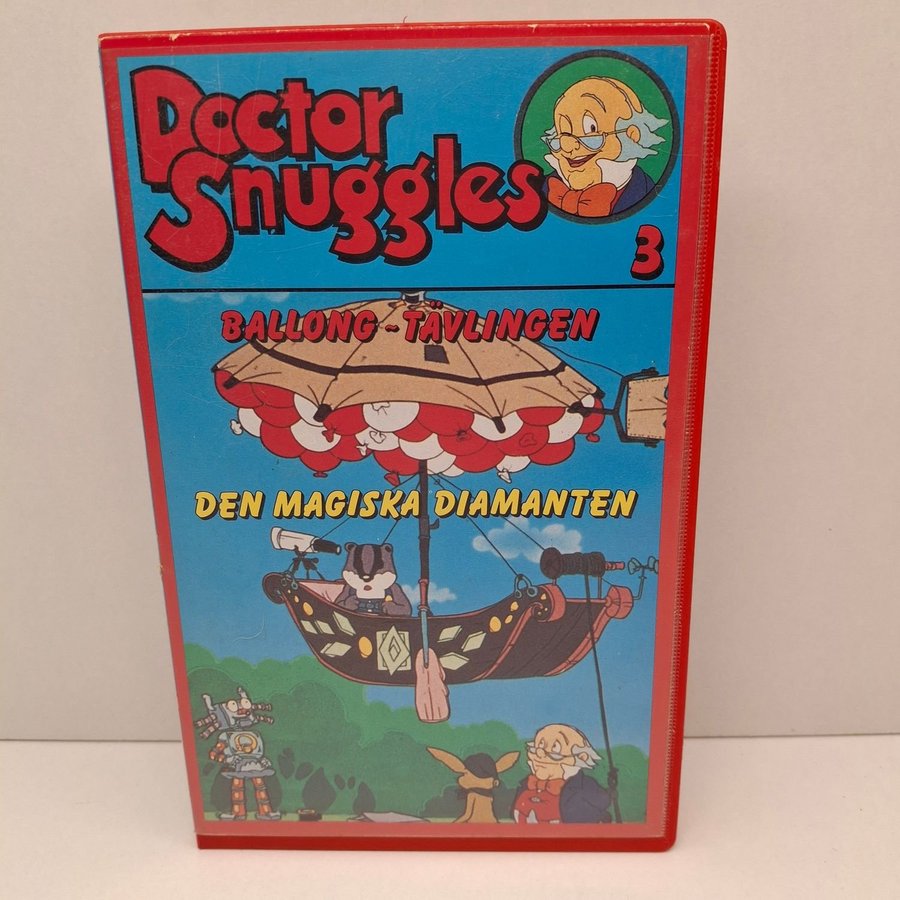 Doctor
Snuggles
3
BALLONG-TÄVLINGEN
DEN MAGISKA DIAMANTEN